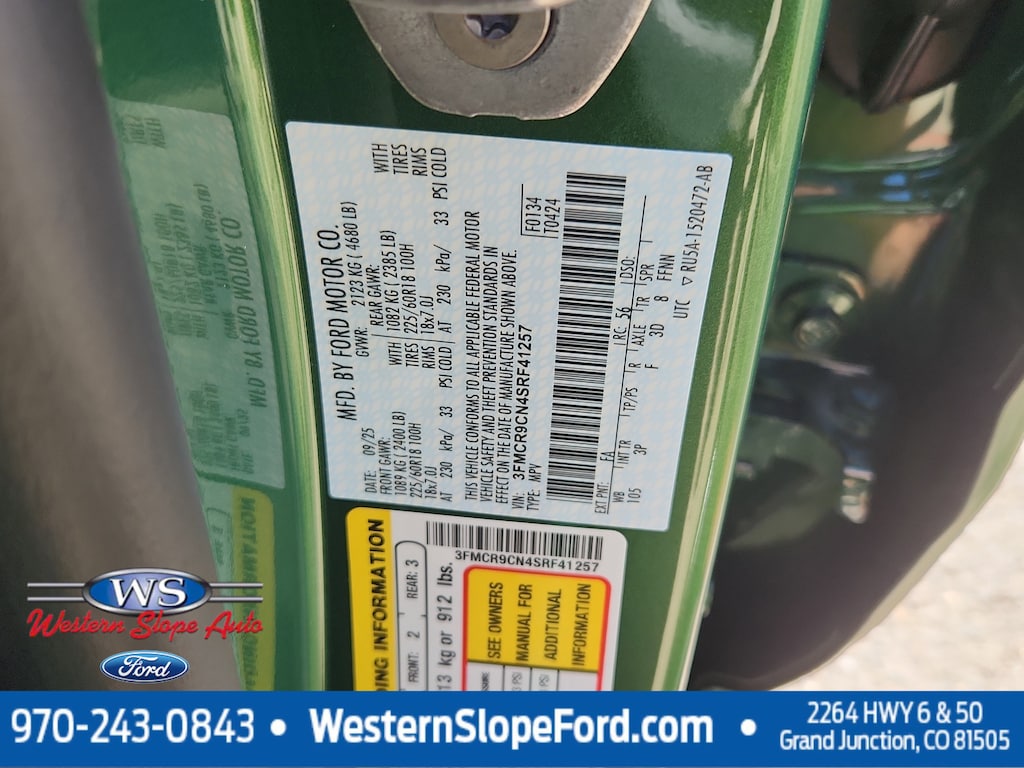 MFD. BY FORD MOTOR CO.
DATE: 09/25
GVWR: 2123 KG ( 4680 LB)
FRONT GAWR:
REAR GAWR:
1089 KG ( 2400 LB)
WITH
1082 KG ( 2385 LB)
WITH
225/60R18 100H
TIRES
225/60R18 100H
TIRES
18x7.0J
RIMS
18x7.0J
RIMS
AT 230 kPa/ 33 PSI COLD
AT 230 kPa/ 33 PSI COLD
THIS VEHICLE CONFORMS TO ALL APPLICABLE FEDERAL MOTOR
VEHICLE SAFETY AND THEFT PREVENTION STANDARDS IN
EFFECT ON THE DATE OF MANUFACTURE SHOWN ABOVE.
VIN: 3FMCR9CN4SRF41257
TYPE: MPV
F0134
T0424
EXT PNT: FA RC: 56 DSO:
WB INT TR TP/PS R AXLE TR SPR
105 3P F 3D 8 FFNN
UTC ▽ RU5A-1520472-AB
3FMCR9CN4SRF41257
DING INFORMATION
FRONT: 2 REAR: 3
13 kg or 912 lbs.
SEE OWNERS
MANUAL FOR
ADDITIONAL
INFORMATION
WS
Western Slope Auto
Ford
970-243-0843 • WesternSlopeFord.com •
2264 HWY 6 & 50
Grand Junction, CO 81505